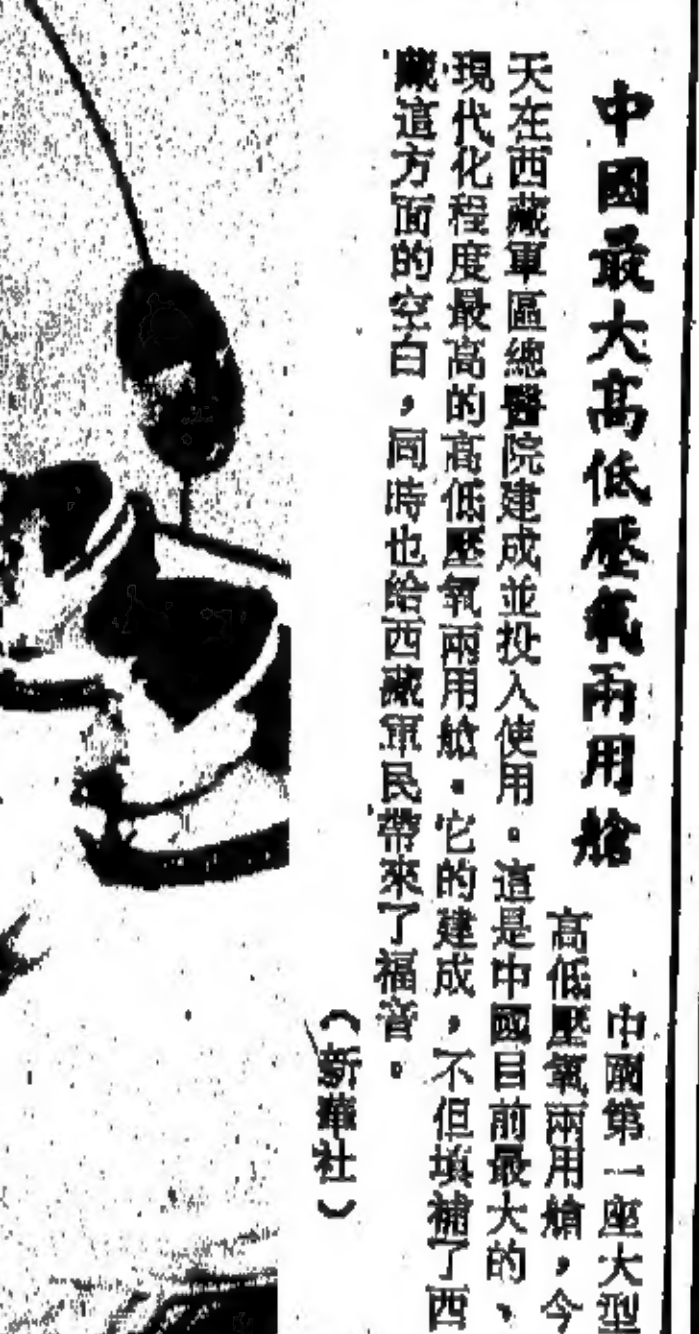 中國最大高低壓氧兩用艙
中國第一座大型
高低壓氧兩用艙，今
天在西藏軍區總醫院建成並投入使用。這是中國目前最大的、
現代化程度最高的高低壓氧兩用艙。它的建成，不但填補了西
藏這方面的空白，同時也給西藏軍民帶來了福音。
（新華社）